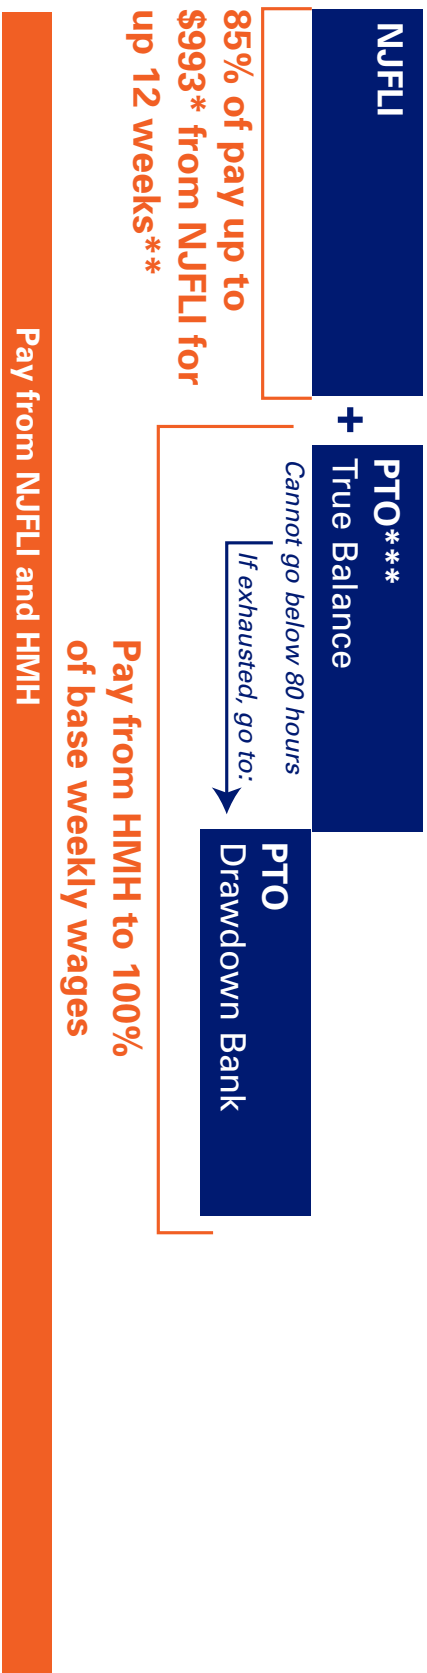 NJFLI
+
PTO***
True Balance
Cannot go below 80 hours
If exhausted, go to:
PTO
Drawdown Bank
85% of pay up to
$993* from NJFLI for
up 12 weeks**
Pay from HMH to 100%
of base weekly wages
Pay from NJFLI and HMH